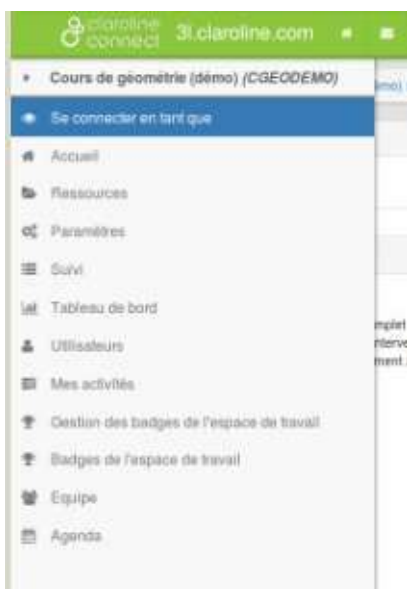 claroline
connect 3l.claroline.com
Cours de géométrie (démo) (CGEODEMO)
Se connecter en tant que
Accueil
Ressources
Paramètres
Suivi
Tableau de bord
Utilisateurs
Mes activités
Gestion des badges de l'espace de travail
Badges de l'espace de travail
Equipe
Agenda